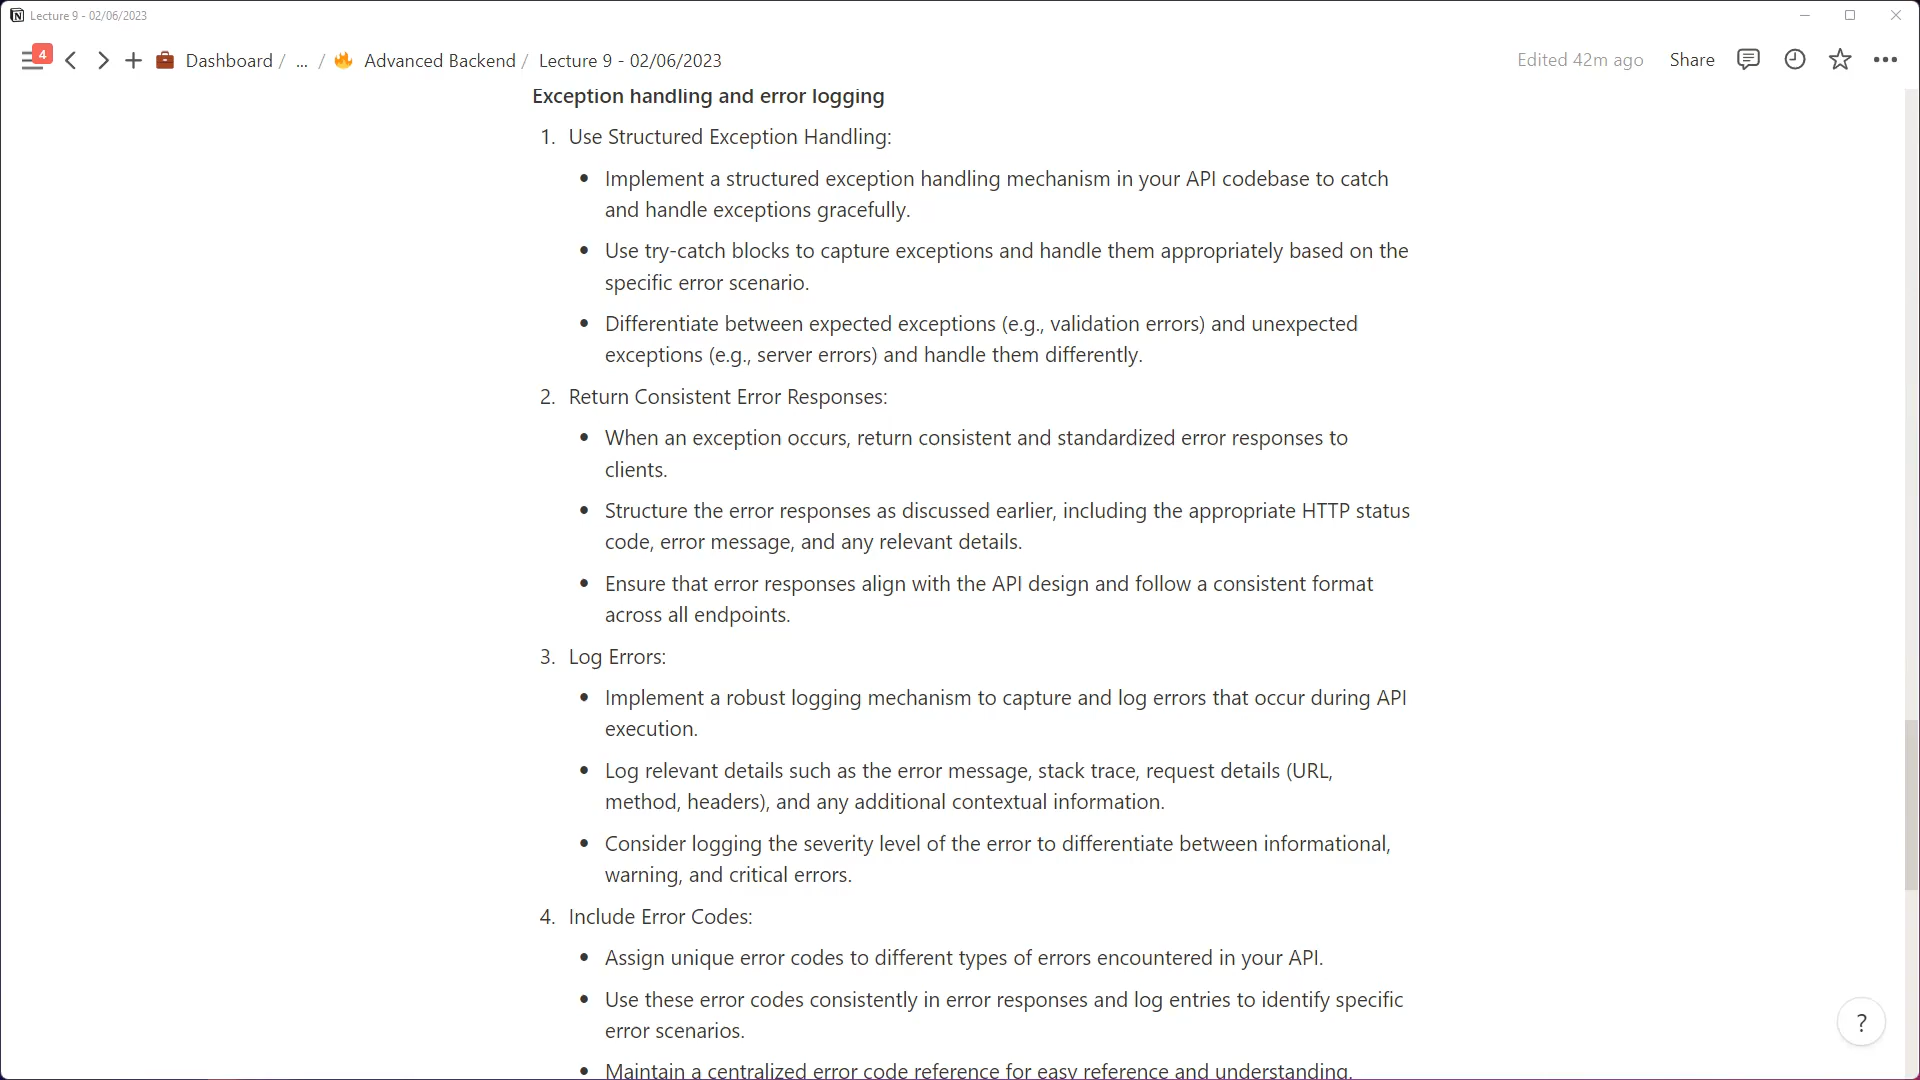 Lecture 9 - 02/06/2023
4
Dashboard / ... / Advanced Backend / Lecture 9 - 02/06/2023
Edited 42m ago Share
Exception handling and error logging
1. Use Structured Exception Handling:
• Implement a structured exception handling mechanism in your API codebase to catch
and handle exceptions gracefully.
• Use try-catch blocks to capture exceptions and handle them appropriately based on the
specific error scenario.
• Differentiate between expected exceptions (e.g., validation errors) and unexpected
exceptions (e.g., server errors) and handle them differently.
2. Return Consistent Error Responses:
• When an exception occurs, return consistent and standardized error responses to
clients.
• Structure the error responses as discussed earlier, including the appropriate HTTP status
code, error message, and any relevant details.
• Ensure that error responses align with the API design and follow a consistent format
across all endpoints.
3. Log Errors:
• Implement a robust logging mechanism to capture and log errors that occur during API
execution.
• Log relevant details such as the error message, stack trace, request details (URL,
method, headers), and any additional contextual information.
• Consider logging the severity level of the error to differentiate between informational,
warning, and critical errors.
4. Include Error Codes:
• Assign unique error codes to different types of errors encountered in your API.
• Use these error codes consistently in error responses and log entries to identify specific
error scenarios.
• Maintain a centralized error code reference for easy reference and understanding.
?